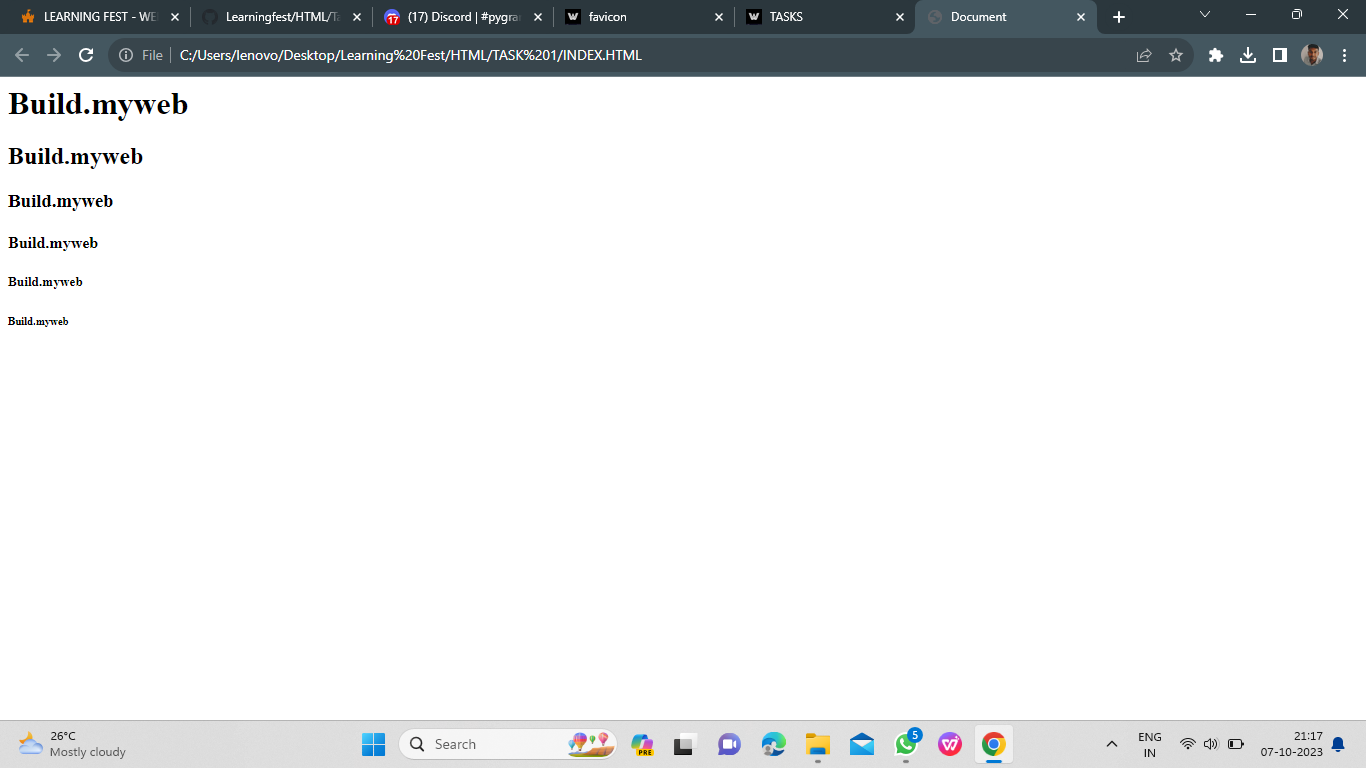 LEARNING FEST - WE
Learningfest/HTML/Ta
(17) Discord | #pygra
favicon
TASKS
Document
File
C:/Users/lenovo/Desktop/Learning%20Fest/HTML/TASK%201/INDEX.HTML
Build.myweb
Build.myweb
Build.myweb
Build.myweb
Build.myweb
Build.myweb
26°C
Mostly cloudy
Search
PRE
5
ENG
IN
21:17
07-10-2023